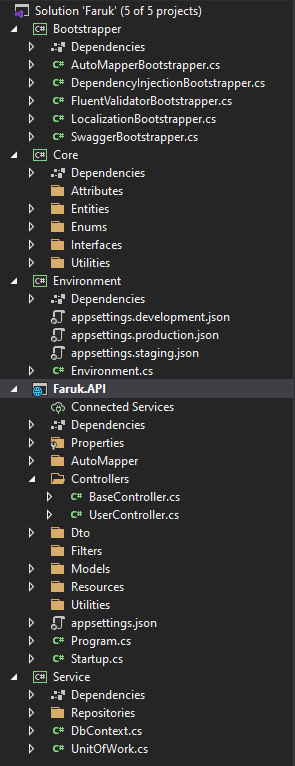 Solution 'Faruk' (5 of 5 projects)
C# Bootstrapper
Dependencies
C# AutoMapperBootstrapper.cs
C# DependencyInjectionBootstrapper.cs
C# FluentValidatorBootstrapper.cs
C# LocalizationBootstrapper.cs
C# SwaggerBootstrapper.cs
C# Core
Dependencies
Attributes
Entities
Enums
Interfaces
Utilities
C# Environment
Dependencies
appsettings.development.json
appsettings.production.json
appsettings.staging.json
C# Environment.cs
Faruk.API
Connected Services
Dependencies
Properties
AutoMapper
Controllers
C# BaseController.cs
C# UserController.cs
Dto
Filters
Models
Resources
Utilities
appsettings.json
C# Program.cs
C# Startup.cs
C# Service
Dependencies
Repositories
C# DbContext.cs
C# UnitOfWork.cs